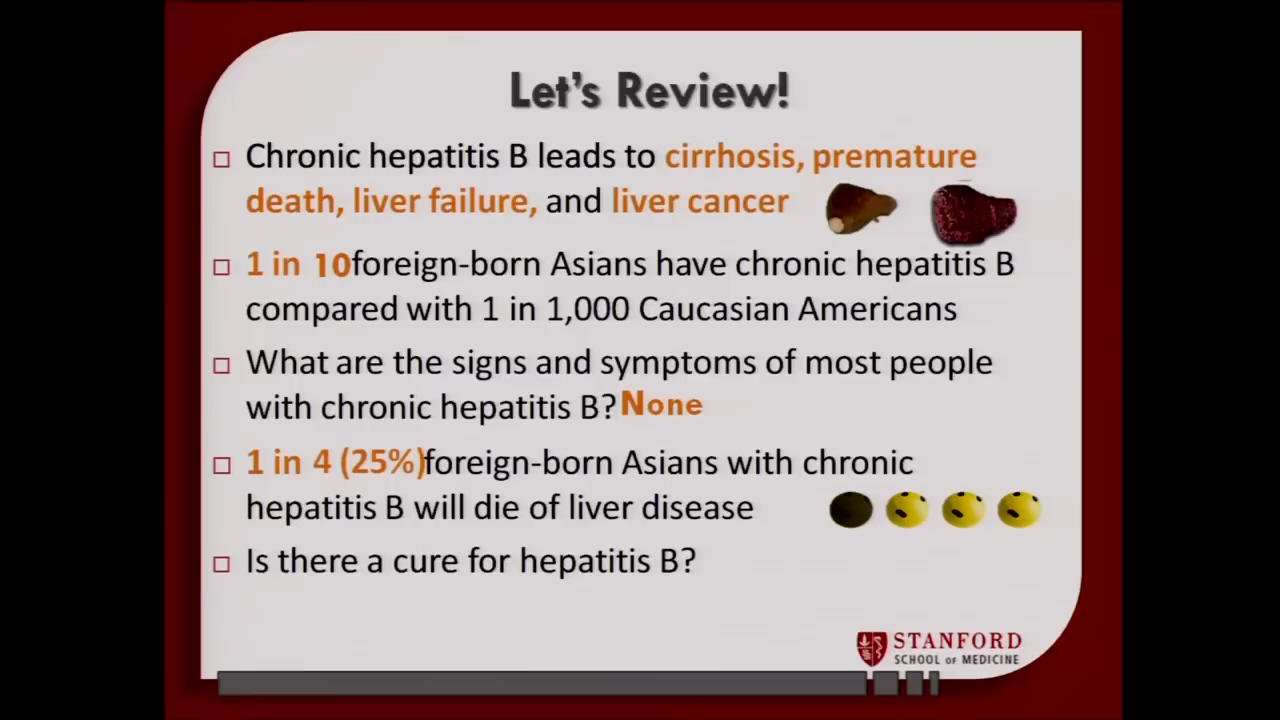 Let's Review!
Chronic hepatitis B leads to cirrhosis, premature
death, liver failure, and liver cancer
1 in 10 foreign-born Asians have chronic hepatitis B
compared with 1 in 1,000 Caucasian Americans
What are the signs and symptoms of most people
with chronic hepatitis B? None
1 in 4 (25%) foreign-born Asians with chronic
hepatitis B will die of liver disease
Is there a cure for hepatitis B?
STANFORD
SCHOOL OF MEDICINE